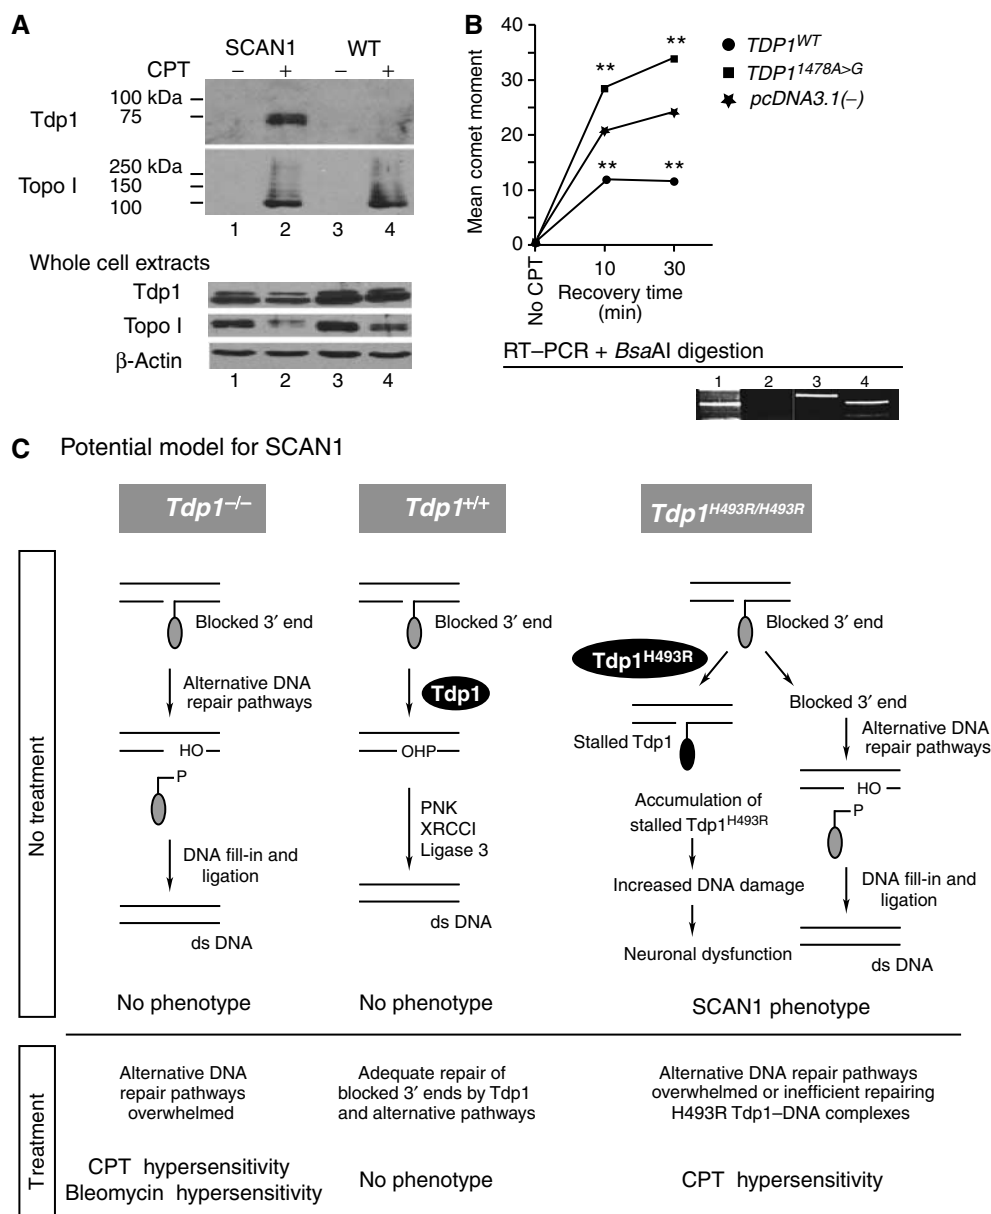 A
SCAN1 WT
CPT – + – +
100 kDa
75
Tdp1
250 kDa
150
100
Topo I
1 2 3 4
Whole cell extracts
Tdp1
Topo I
β-Actin
1 2 3 4
B
Mean comet moment
40
30
20
10
0
** **
** **
No CPT
10 30
Recovery time
(min)
TDP1WT
TDP11478A>G
pcDNA3.1(–)
RT–PCR + BsaAI digestion
1 2 3 4
C Potential model for SCAN1
Tdp1–/–
Tdp1+/+
Tdp1H493R/H493R
No treatment
Blocked 3′ end
Alternative DNA
repair pathways
HO
P
DNA fill-in and
ligation
ds DNA
No phenotype
Blocked 3′ end
Tdp1
OHP
PNK
XRCCI
Ligase 3
ds DNA
No phenotype
Blocked 3′ end
Tdp1H493R
Stalled Tdp1
Accumulation of
stalled Tdp1H493R
Increased DNA damage
Neuronal dysfunction
Blocked 3′ end
Alternative DNA
repair pathways
HO
P
DNA fill-in and
ligation
ds DNA
SCAN1 phenotype
Treatment
Alternative DNA
repair pathways
overwhelmed
CPT hypersensitivity
Bleomycin hypersensitivity
Adequate repair of
blocked 3′ ends by Tdp1
and alternative pathways
No phenotype
Alternative DNA repair pathways
overwhelmed or inefficient repairing
H493R Tdp1–DNA complexes
CPT hypersensitivity